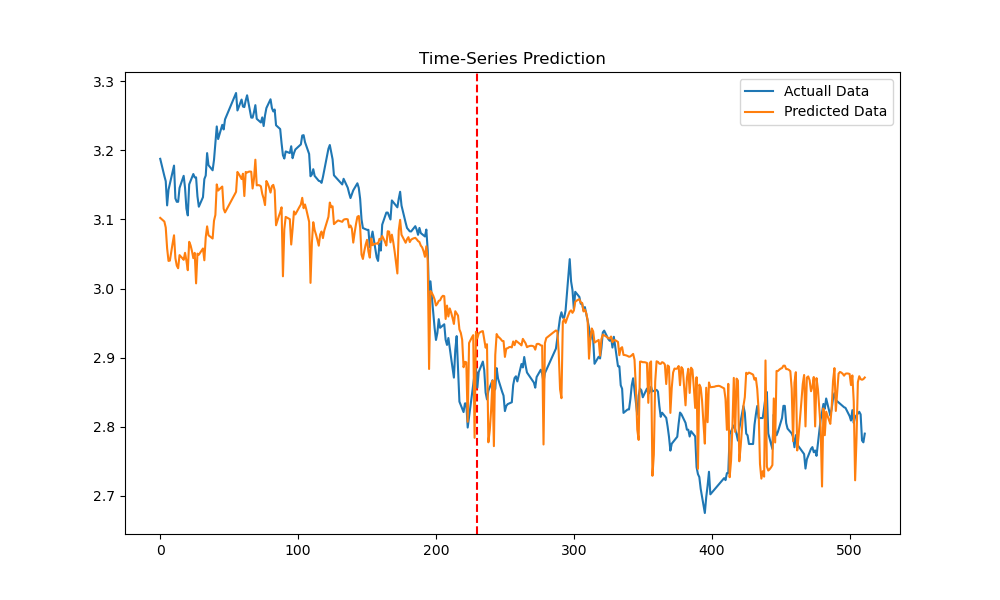 Time-Series Prediction
Actuall Data
Predicted Data
3.3
3.2
3.1
3.0
2.9
2.8
2.7
0 100 200 300 400 500